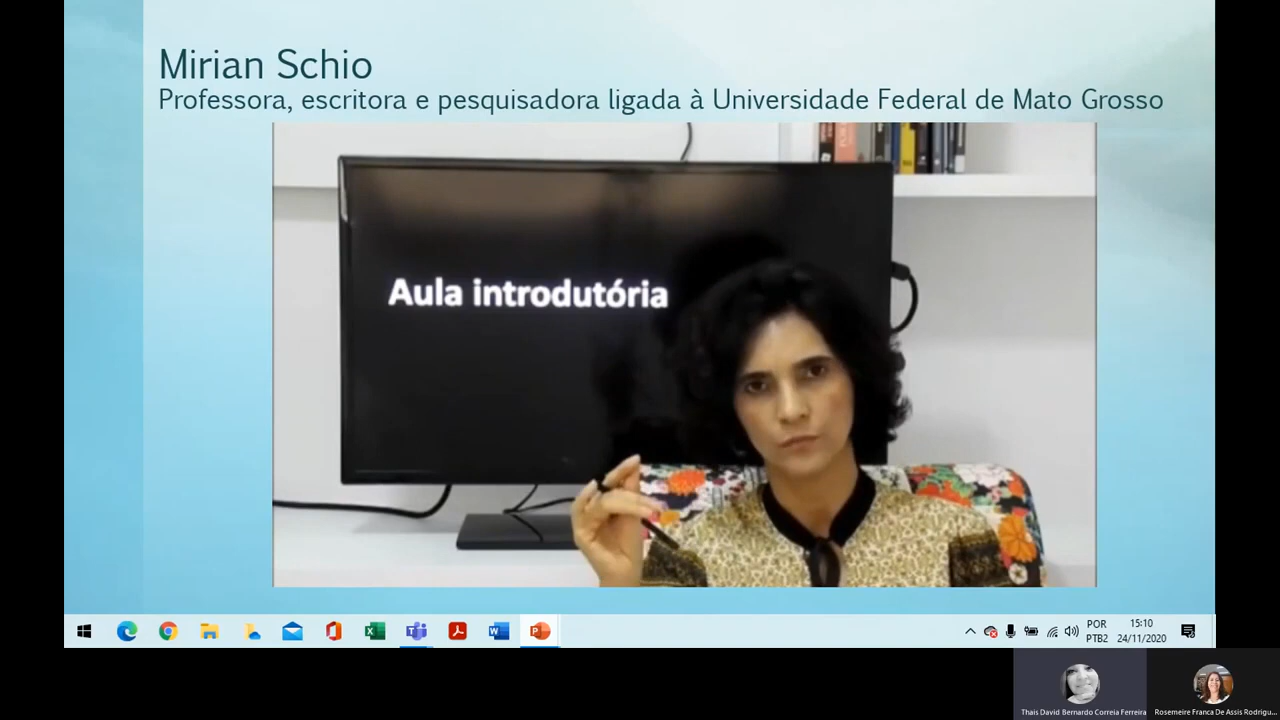 Mirian Schio
Professora, escritora e pesquisadora ligada à Universidade Federal de Mato Grosso
Aula introdutória
POR
PTB2
15:10
24/11/2020
Thais David Bernardo Correia Ferreira
Rosemeire Franca De Assis Rodrigu...